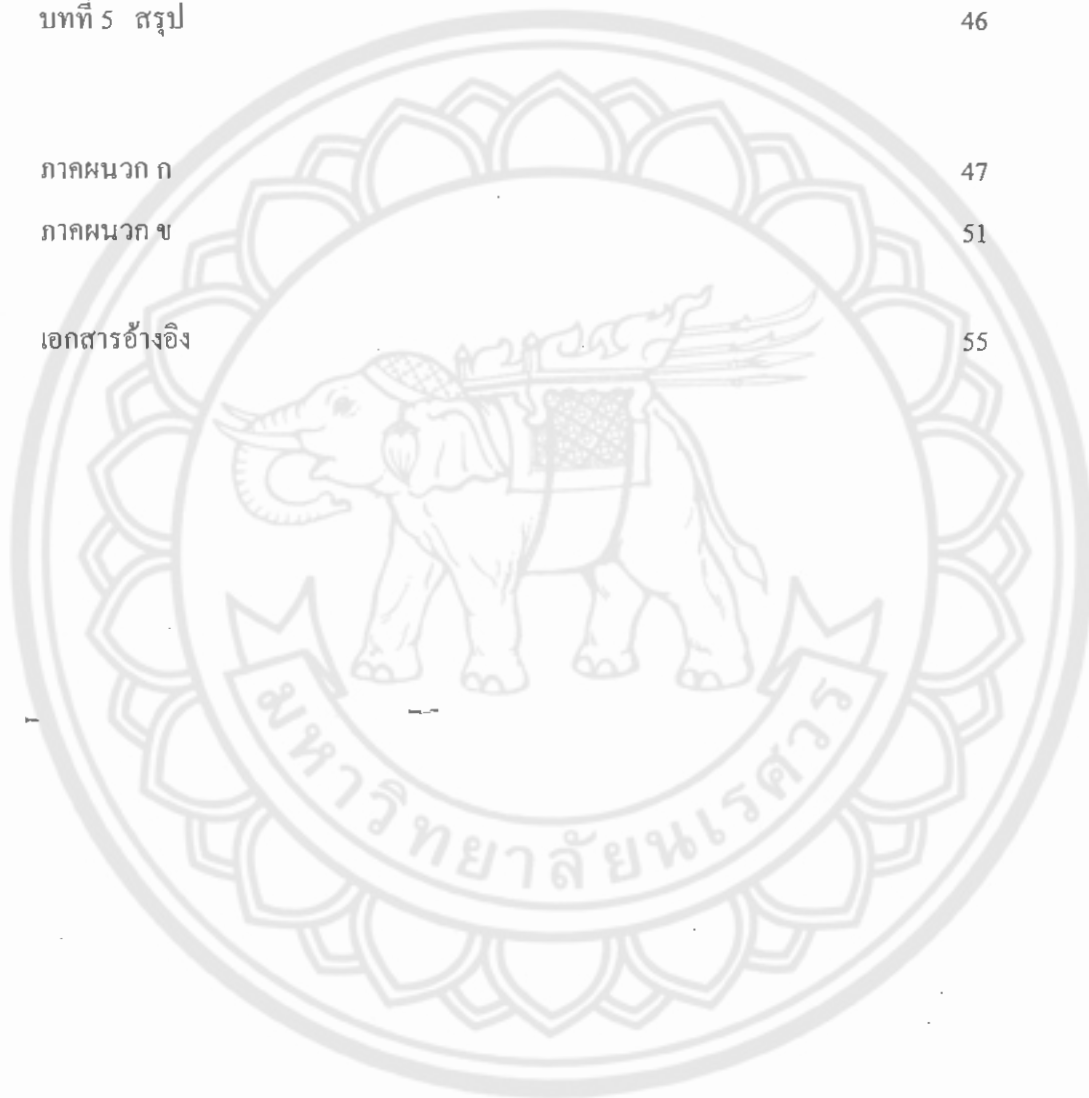 บทที่ 5 สรุป 46
ภาคผนวก ก 47
ภาคผนวก ข 51
เอกสารอ้างอิง 55
มหาวิทยาลัยนเรศวร